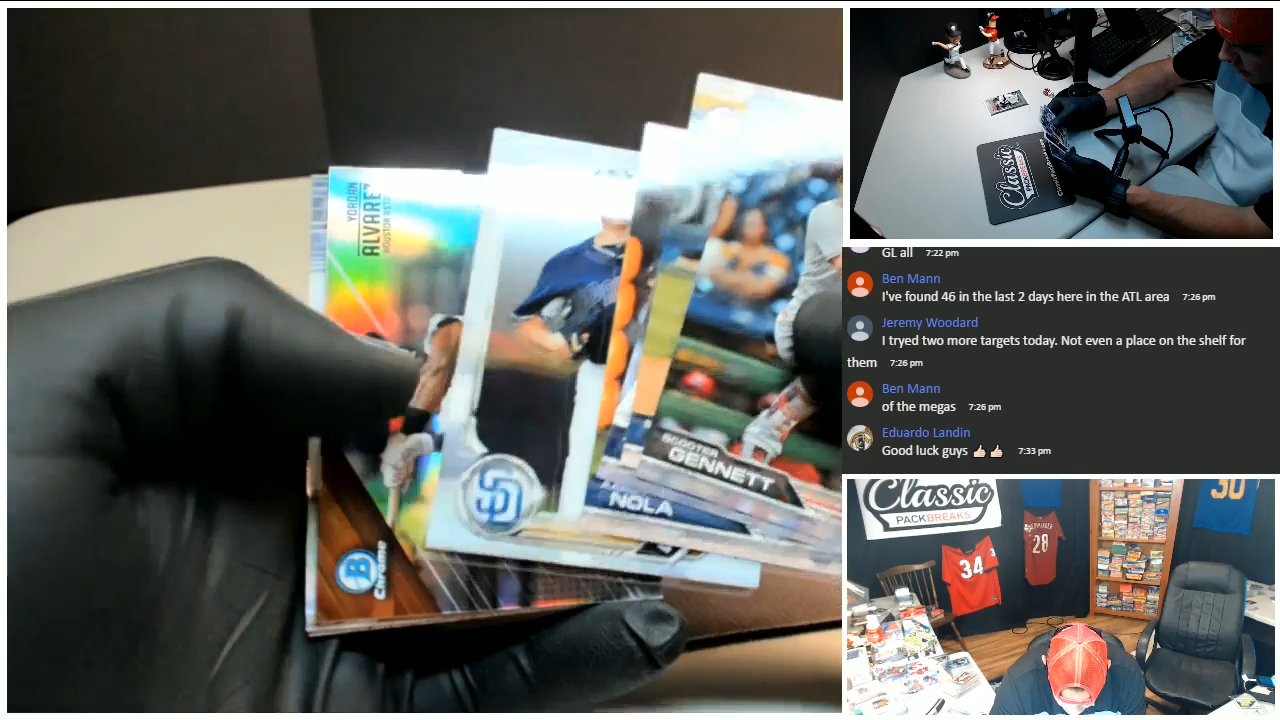 YORDAN
ALVAREZ
SD
SCOOTER
GENNETT
NOLA
B
Chrome
Classic
GL all 7:22 pm
Ben Mann
I've found 46 in the last 2 days here in the ATL area 7:26 pm
Jeremy Woodard
I tryed two more targets today. Not even a place on the shelf for
them 7:26 pm
Ben Mann
of the megas 7:26 pm
Eduardo Landin
Good luck guys 👍🏻👍🏻 7:33 pm
Classic
PACKBREAKS
34
28
30